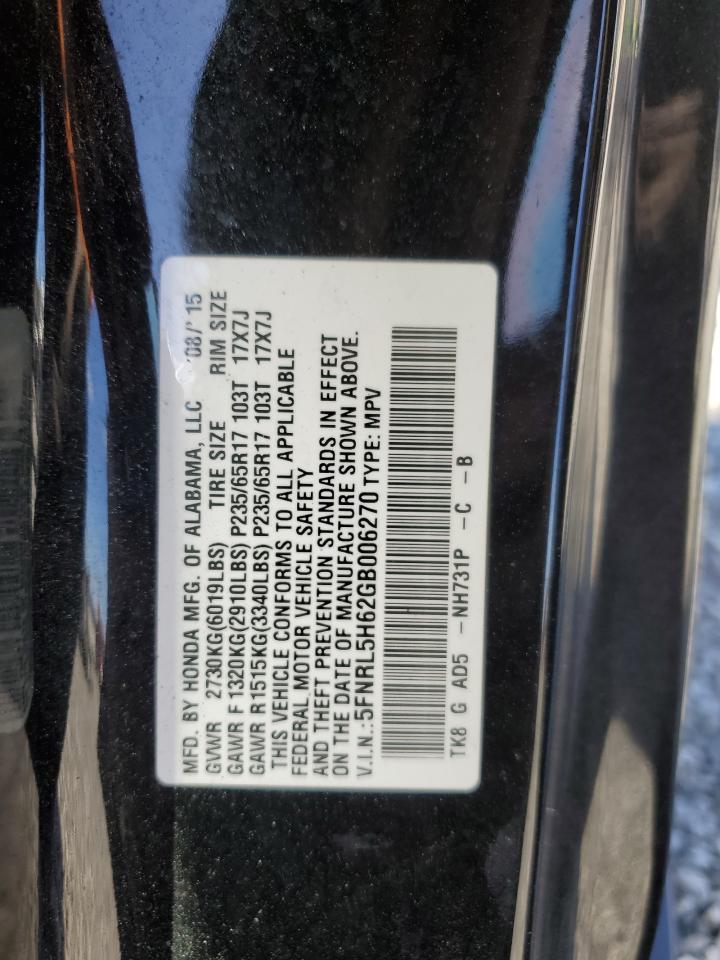 MFD. BY HONDA MFG. OF ALABAMA, LLC 08/'15
GVWR 2730KG(6019LBS) TIRE SIZE RIM SIZE
GAWR F 1320KG(2910LBS) P235/65R17 103T 17X7J
GAWR R1515KG(3340LBS) P235/65R17 103T 17X7J
THIS VEHICLE CONFORMS TO ALL APPLICABLE
FEDERAL MOTOR VEHICLE SAFETY
AND THEFT PREVENTION STANDARDS IN EFFECT
ON THE DATE OF MANUFACTURE SHOWN ABOVE.
V.I.N.:5FNRL5H62GB006270 TYPE: MPV
TK8 G AD5 -NH731P -C -B